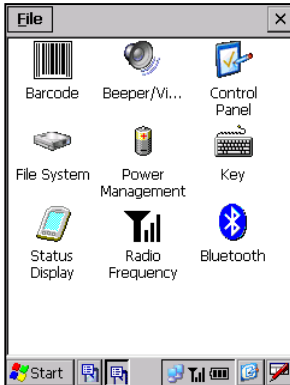 File
Barcode
Beeper/Vi...
Control
Panel
File System
Power
Management
Key
Status
Display
Radio
Frequency
Bluetooth
Start